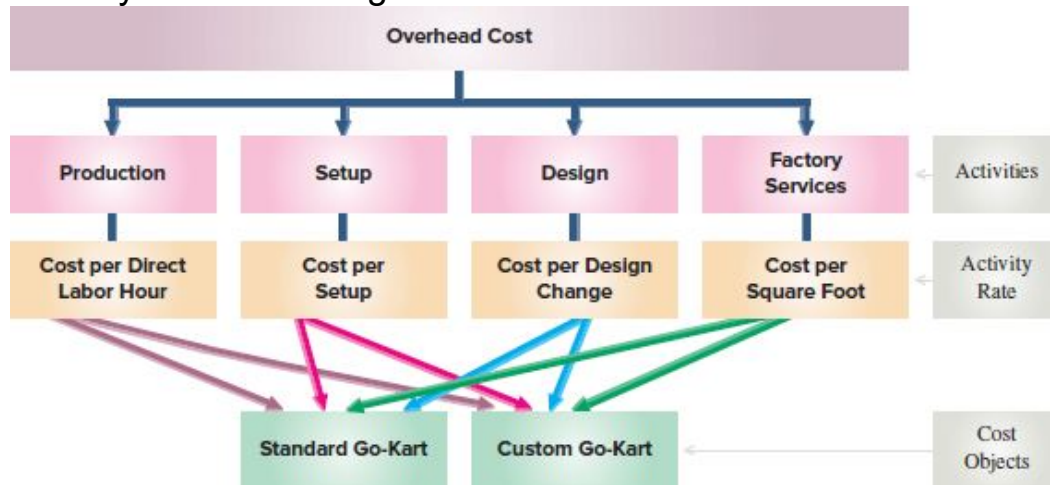 Overhead Cost
Production
Setup
Design
Factory
Services
Activities
Cost per Direct
Labor Hour
Cost per
Setup
Cost per Design
Change
Cost per
Square Foot
Activity
Rate
Standard Go-Kart
Custom Go-Kart
Cost
Objects